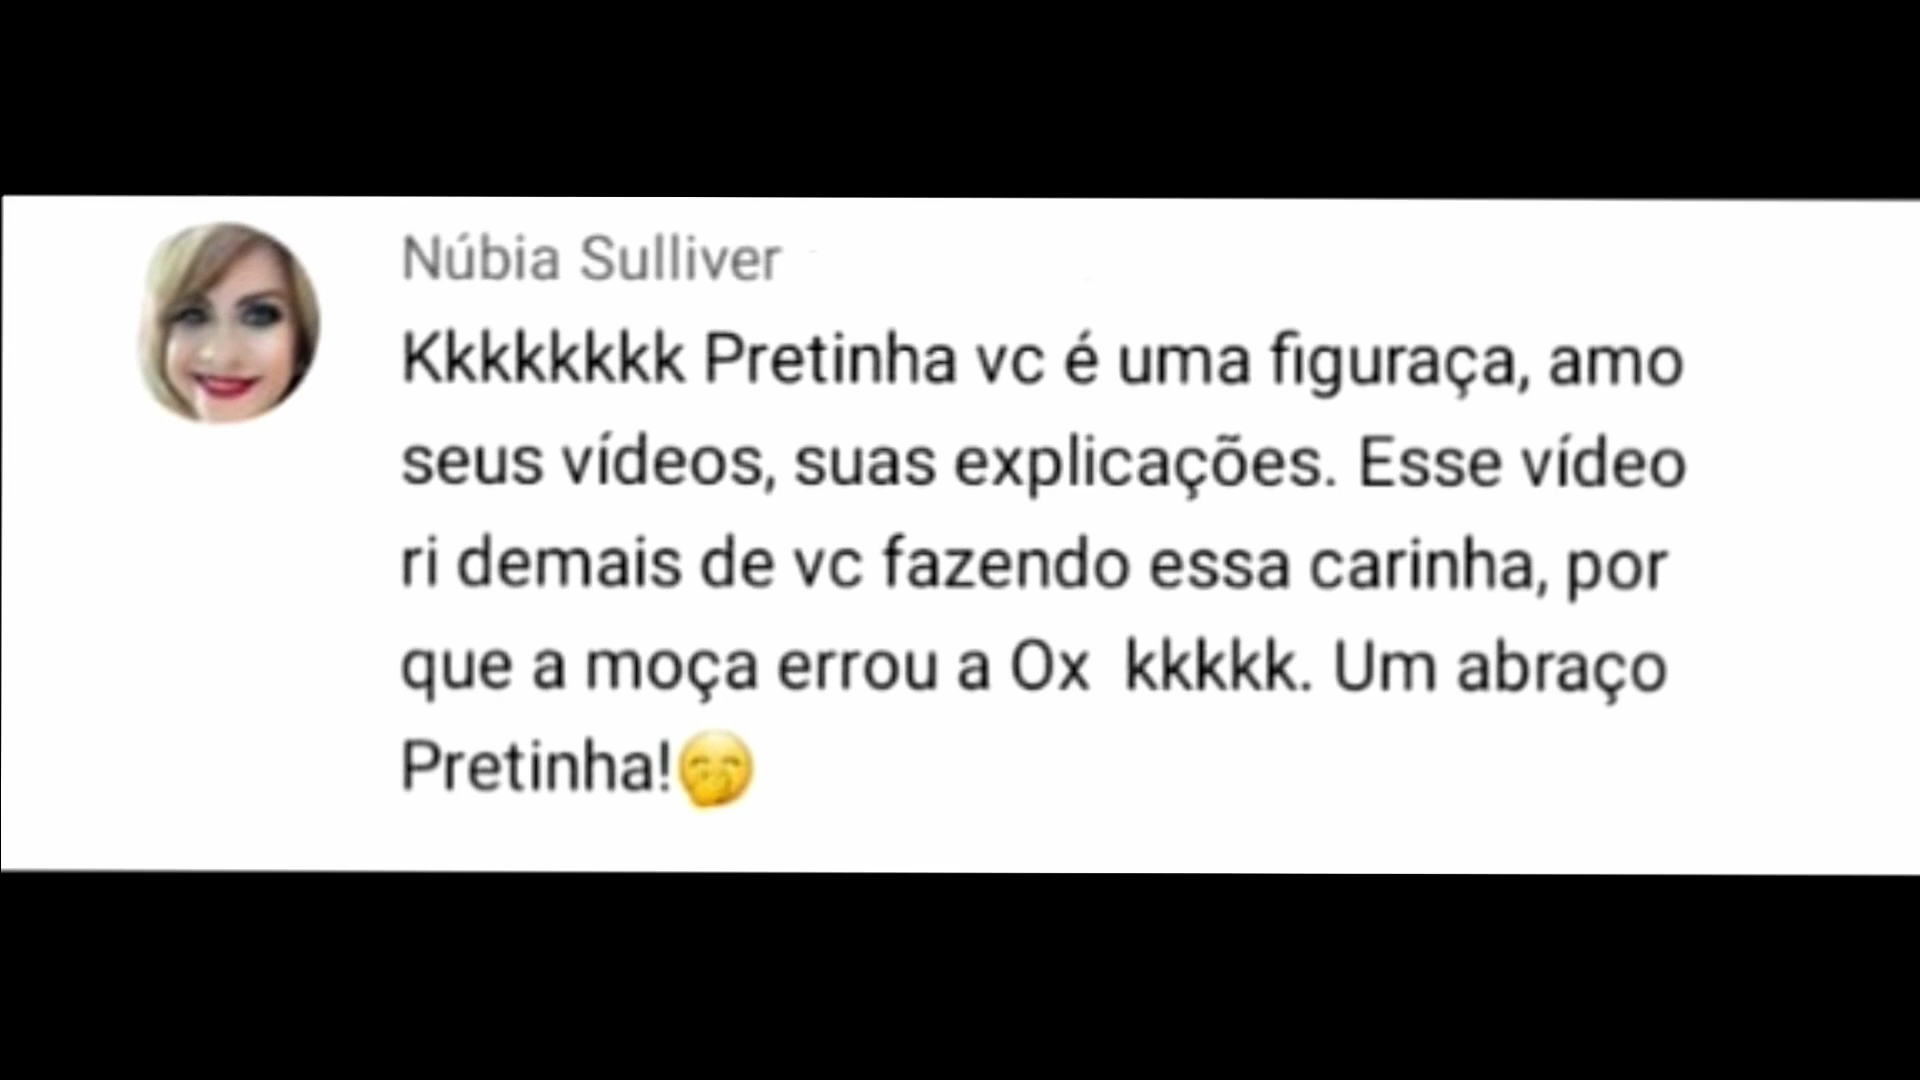 Núbia Sulliver
Kkkkkkkk Pretinha vc é uma figuraça, amo
seus vídeos, suas explicações. Esse vídeo
ri demais de vc fazendo essa carinha, por
que a moça errou a Ox  kkkkk. Um abraço
Pretinha!🤭